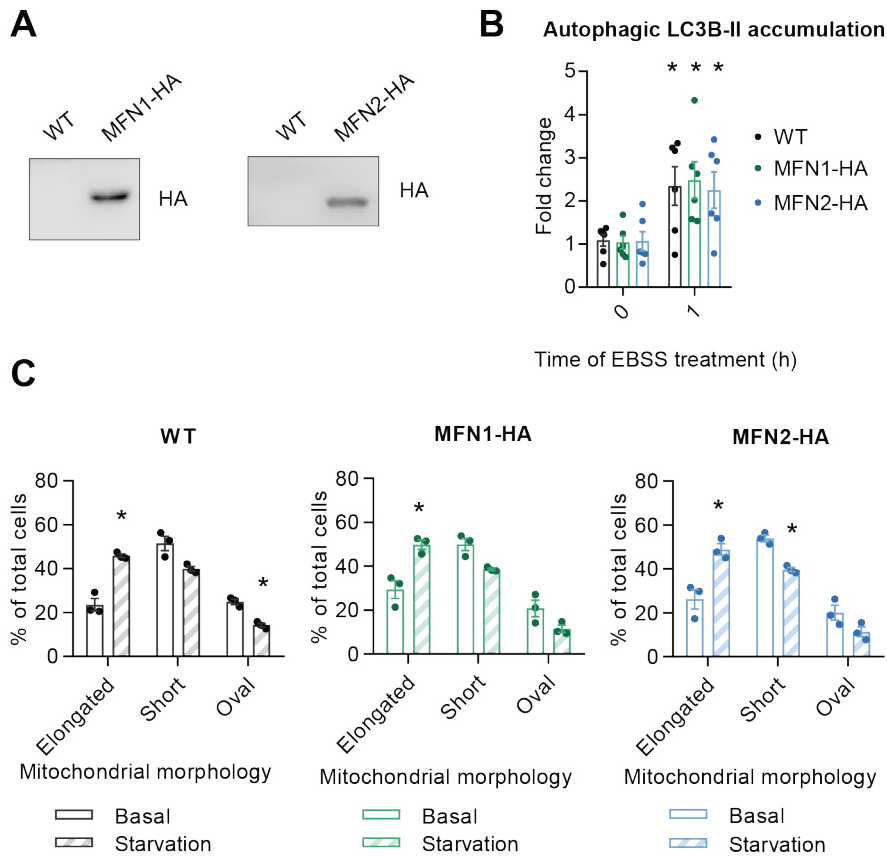 A
WT
MFN1-HA
HA
WT
MFN2-HA
HA
B
Autophagic LC3B-II accumulation
Fold change
5
4
3
2
1
0
* * *
0
1
Time of EBSS treatment (h)
WT
MFN1-HA
MFN2-HA
C
WT
% of total cells
80
60
40
20
0
*
*
Elongated
Short
Oval
Mitochondrial morphology
Basal
Starvation
MFN1-HA
% of total cells
80
60
40
20
0
*
Elongated
Short
Oval
Mitochondrial morphology
Basal
Starvation
MFN2-HA
% of total cells
80
60
40
20
0
*
*
Elongated
Short
Oval
Mitochondrial morphology
Basal
Starvation